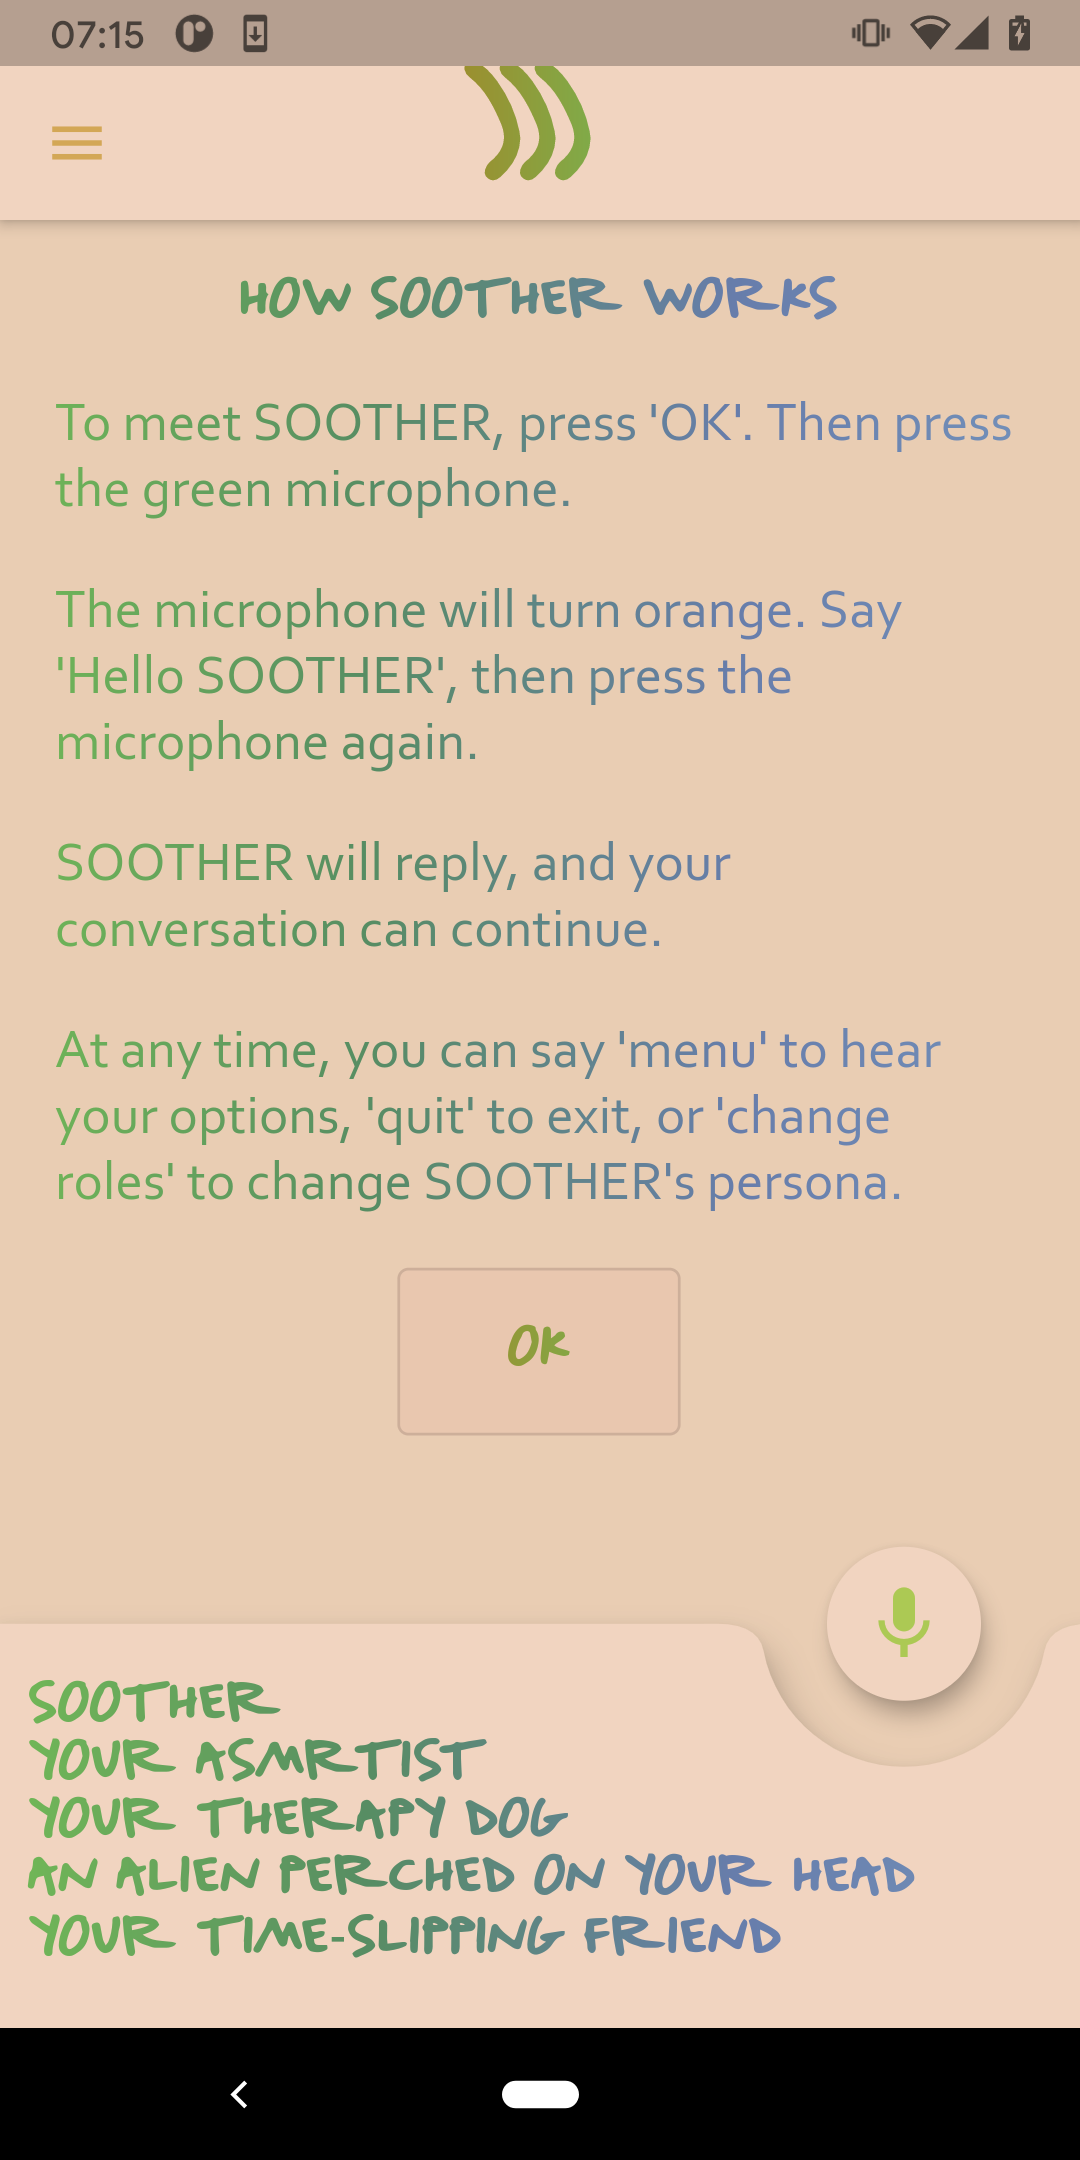 07:15
HOW SOOTHER WORKS
To meet SOOTHER, press 'OK'. Then press
the green microphone.
The microphone will turn orange. Say
'Hello SOOTHER', then press the
microphone again.
SOOTHER will reply, and your
conversation can continue.
At any time, you can say 'menu' to hear
your options, 'quit' to exit, or 'change
roles' to change SOOTHER's persona.
OK
SOOTHER
YOUR ASMRTIST
YOUR THERAPY DOG
AN ALIEN PERCHED ON YOUR HEAD
YOUR TIME-SLIPPING FRIEND